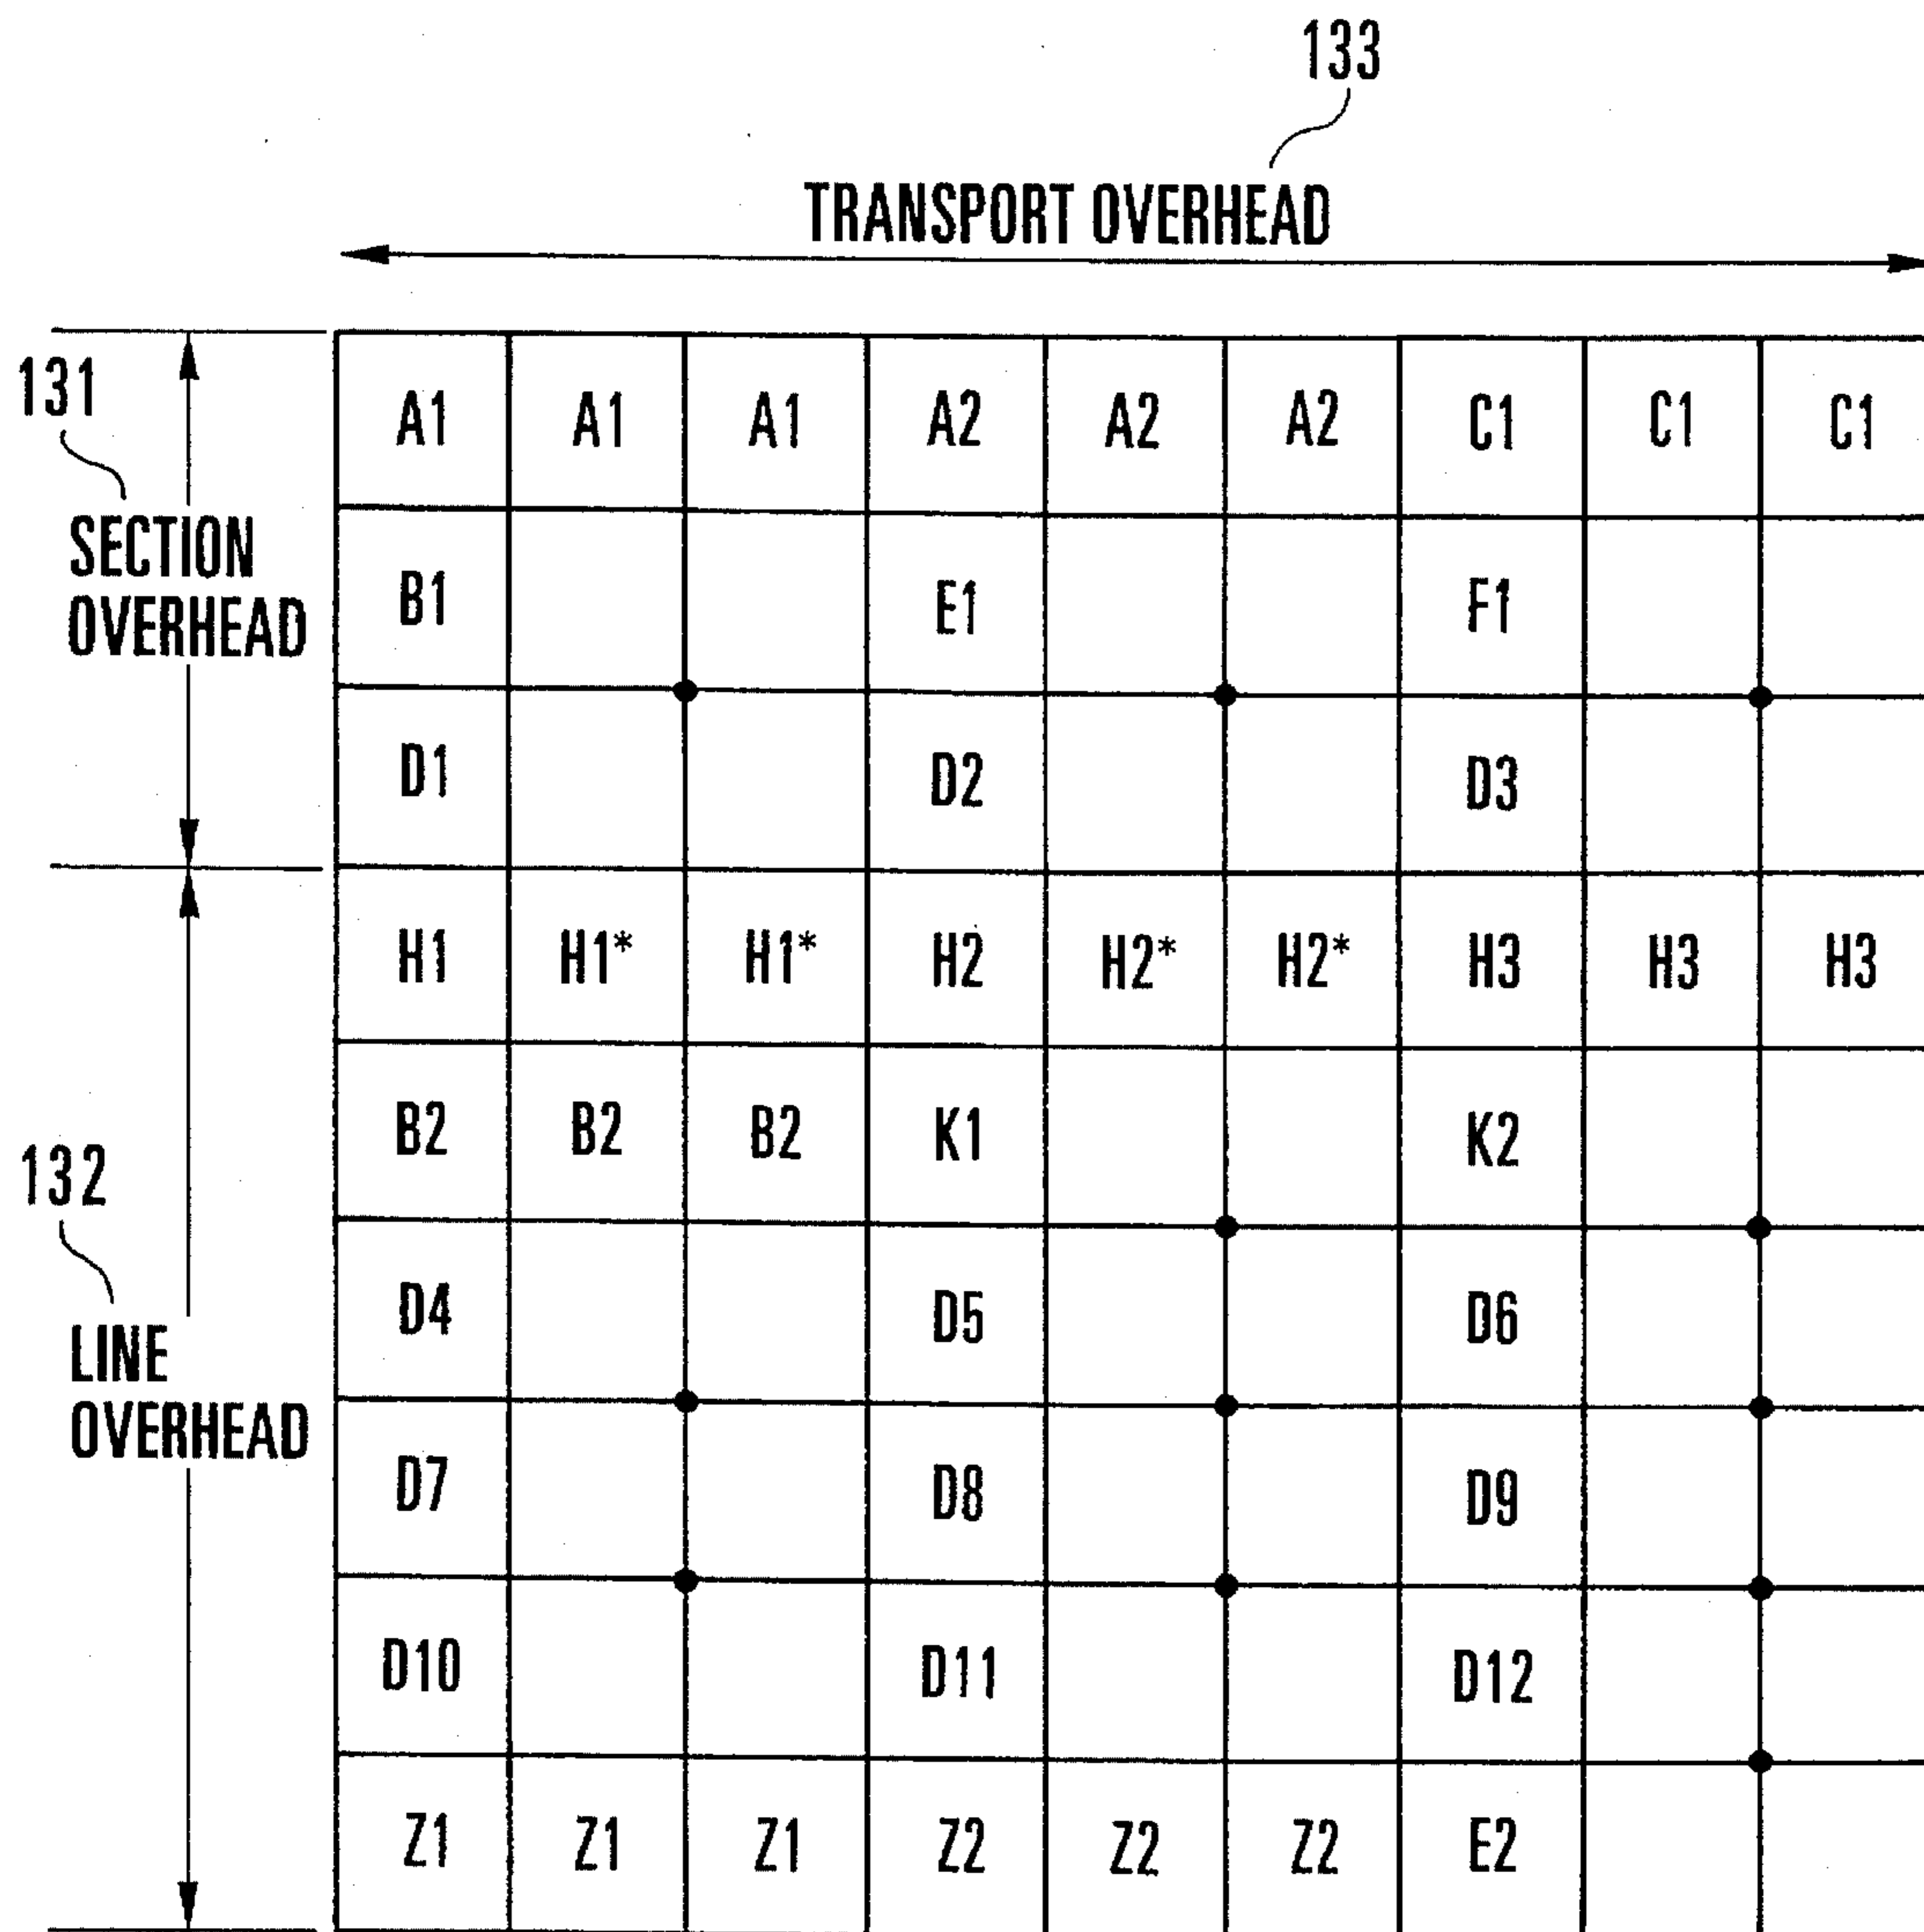 133
TRANSPORT OVERHEAD
131
SECTION
OVERHEAD
A1 A1 A1 A2 A2 A2 C1 C1 C1
B1 E1 F1
D1 D2 D3
132
LINE
OVERHEAD
H1 H1* H1* H2 H2* H2* H3 H3 H3
B2 B2 B2 K1 K2
D4 D5 D6
D7 D8 D9
D10 D11 D12
Z1 Z1 Z1 Z2 Z2 Z2 E2